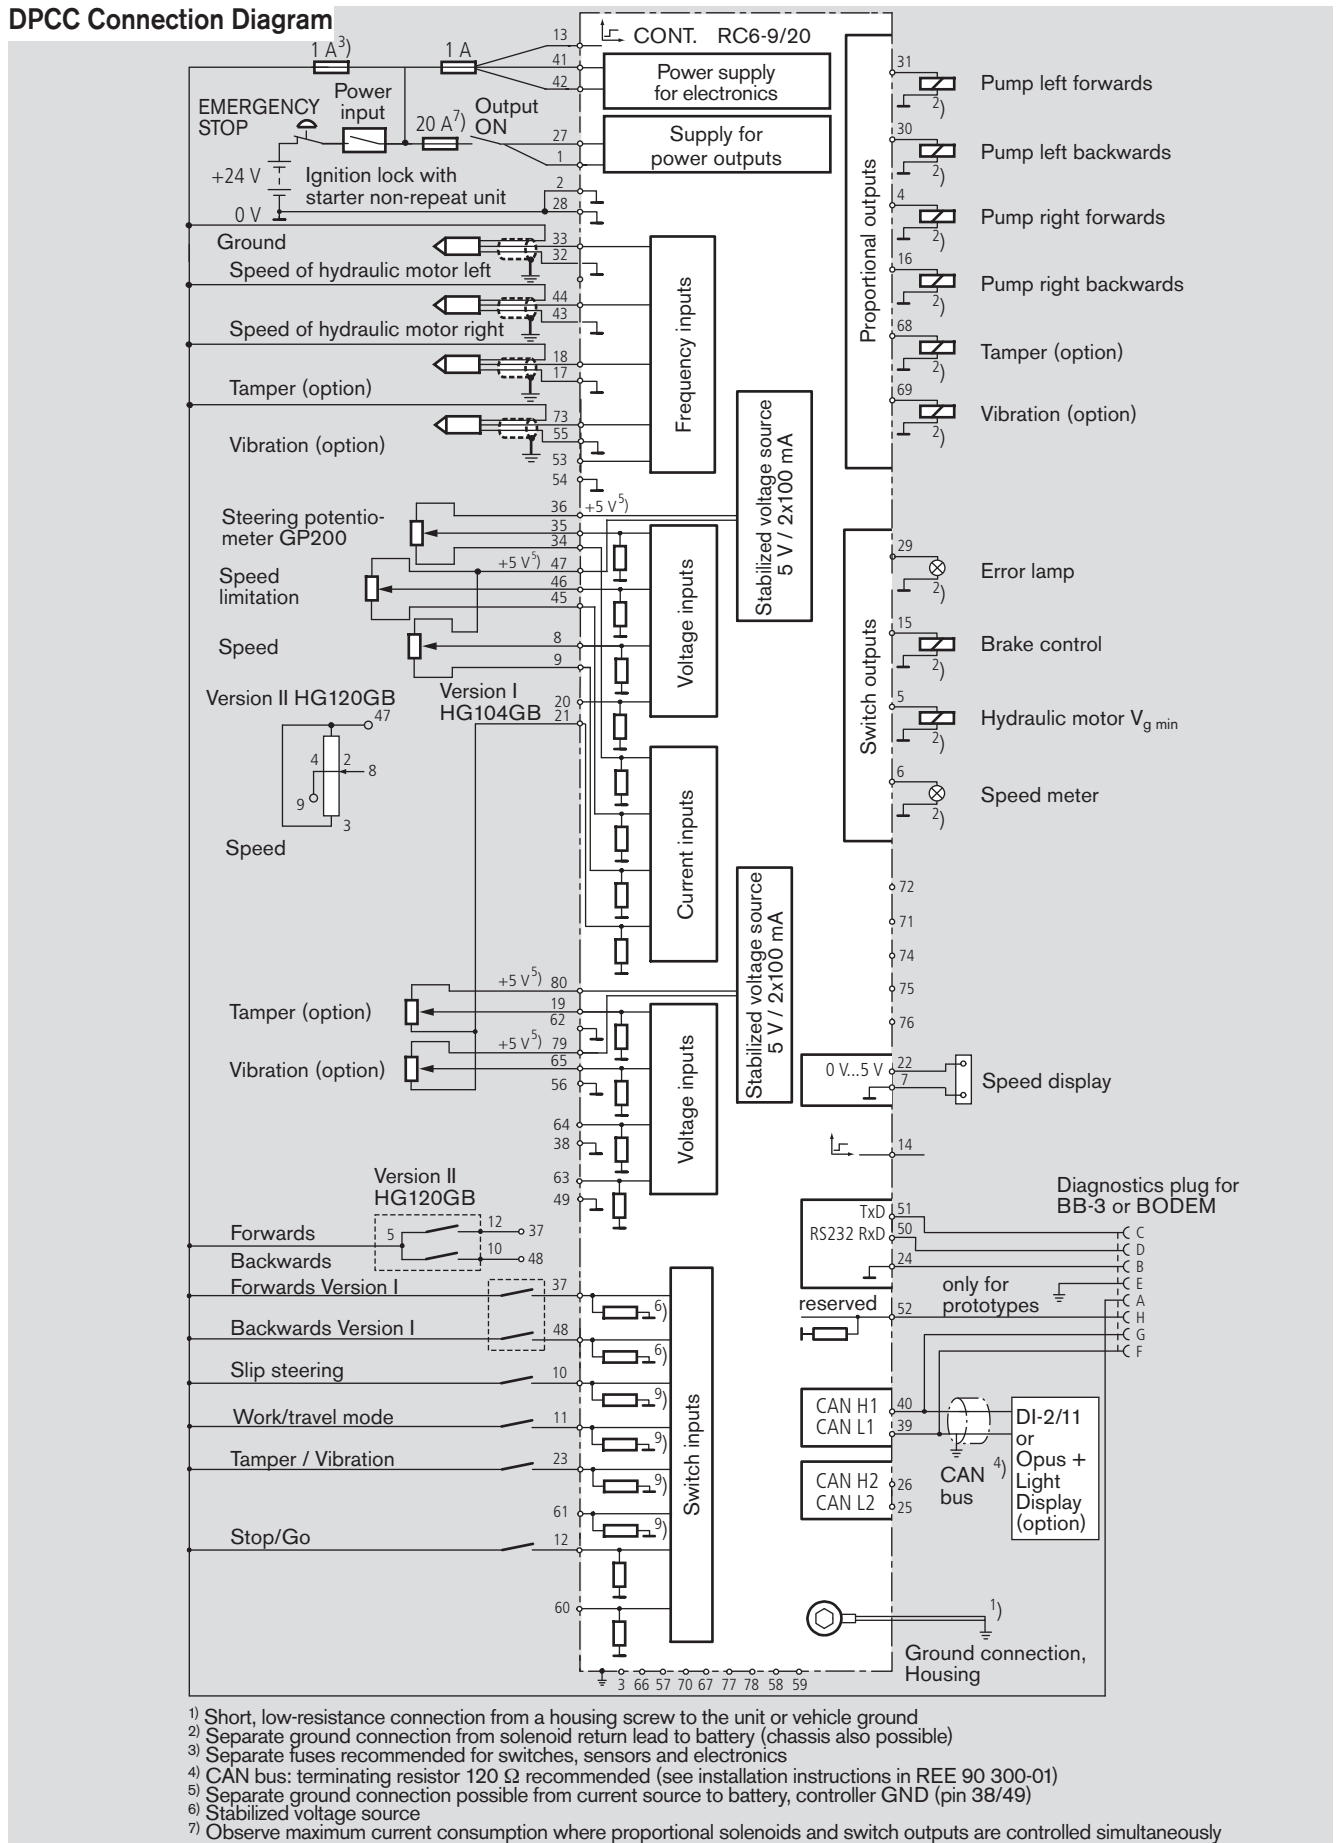 DPCC Connection Diagram
1 A3)
1 A
13
41
42
CONT. RC6-9/20
Power supply
for electronics
EMERGENCY
STOP
Power
input
20 A7)
Output
ON
27
1
Supply for
power outputs
+24 V
Ignition lock with
starter non-repeat unit
2
28
0 V
Ground
33
32
Speed of hydraulic motor left
44
43
Speed of hydraulic motor right
18
17
Tamper (option)
73
55
Vibration (option)
53
54
Frequency inputs
Stabilized voltage source
5 V / 2x100 mA
Proportional outputs
31
2)
Pump left forwards
30
2)
Pump left backwards
4
2)
Pump right forwards
16
2)
Pump right backwards
68
2)
Tamper (option)
69
2)
Vibration (option)
Steering potentio-
meter GP200
36
+5 V5)
35
34
+5 V5) 47
Speed
limitation
46
45
Speed
8
9
Version II HG120GB
47
4
2
8
9
3
Speed
Version I
HG104GB
20
21
Voltage inputs
Current inputs
Switch outputs
29
2)
Error lamp
15
2)
Brake control
5
2)
Hydraulic motor Vg min
6
2)
Speed meter
72
71
74
75
76
Stabilized voltage source
5 V / 2x100 mA
+5 V5) 80
Tamper (option)
19
62
+5 V5) 79
Vibration (option)
65
56
64
38
63
49
Voltage inputs
0 V...5 V
22
7
Speed display
14
Version II
HG120GB
Forwards
5
12
37
Backwards
10
48
Forwards Version I
37
6)
Backwards Version I
48
6)
Slip steering
10
9)
Work/travel mode
11
9)
Tamper / Vibration
23
9)
61
9)
Stop/Go
12
60
Switch inputs
Diagnostics plug for
BB-3 or BODEM
TxD
51
RS232 RxD
50
24
C
D
B
E
A
H
G
F
reserved
52
only for
prototypes
CAN H1
40
CAN L1
39
CAN H2
26
CAN L2
25
CAN
bus
4)
DI-2/11
or
Opus +
Light
Display
(option)
1)
Ground connection,
Housing
3 66 57 70 67 77 78 58 59
1) Short, low-resistance connection from a housing screw to the unit or vehicle ground
2) Separate ground connection from solenoid return lead to battery (chassis also possible)
3) Separate fuses recommended for switches, sensors and electronics
4) CAN bus: terminating resistor 120 Ω recommended (see installation instructions in REE 90 300-01)
5) Separate ground connection possible from current source to battery, controller GND (pin 38/49)
6) Stabilized voltage source
7) Observe maximum current consumption where proportional solenoids and switch outputs are controlled simultaneously